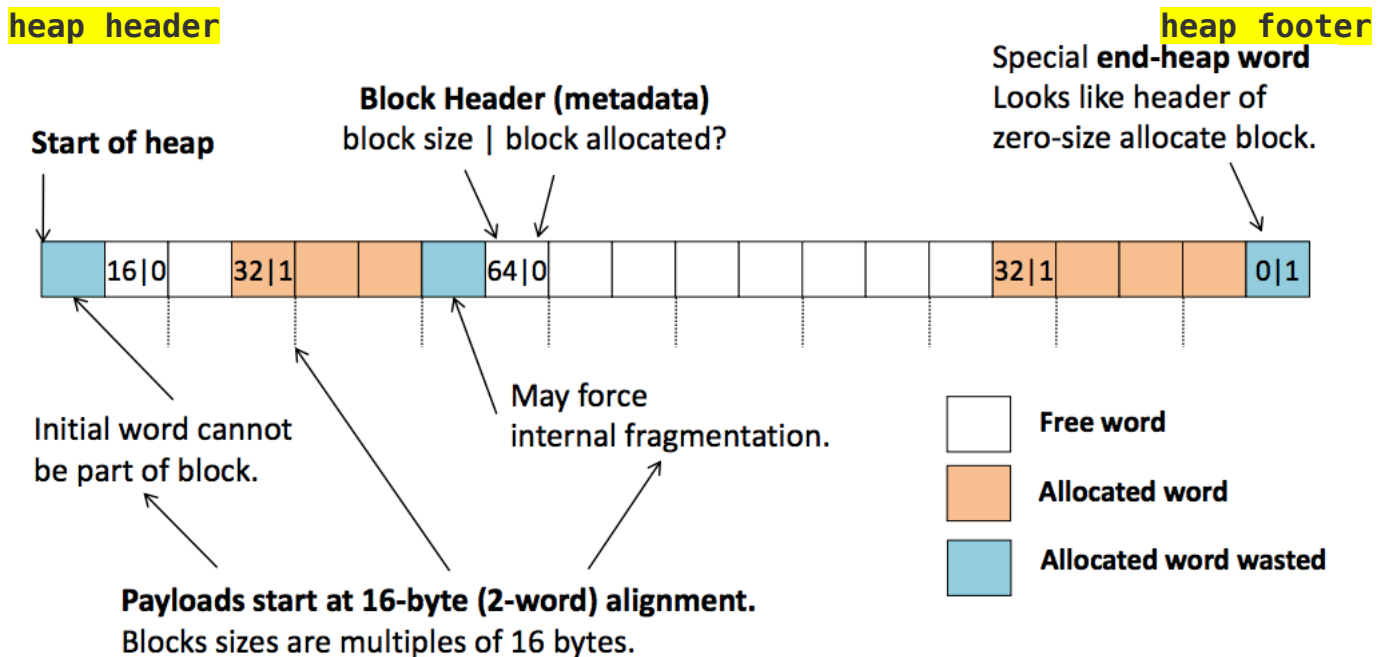 heap header
heap footer
Special end-heap word
Looks like header of
zero-size allocate block.
Block Header (metadata)
block size | block allocated?
Start of heap
16|0
32|1
64|0
32|1
0|1
Initial word cannot
be part of block.
May force
internal fragmentation.
Free word
Allocated word
Allocated word wasted
Payloads start at 16-byte (2-word) alignment.
Blocks sizes are multiples of 16 bytes.